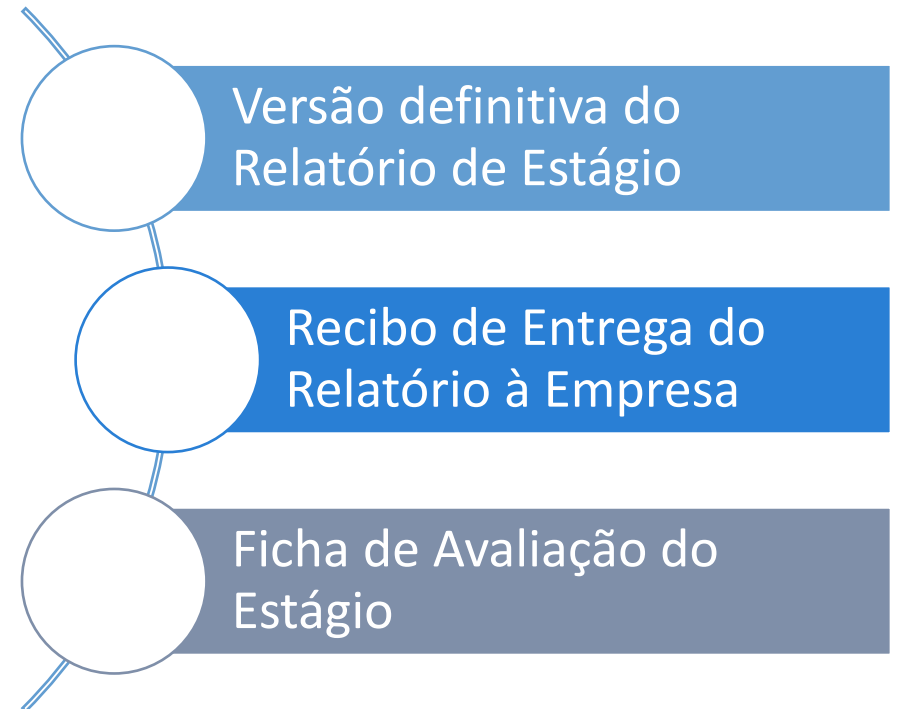 Versão definitiva do
Relatório de Estágio
Recibo de Entrega do
Relatório à Empresa
Ficha de Avaliação do
Estágio